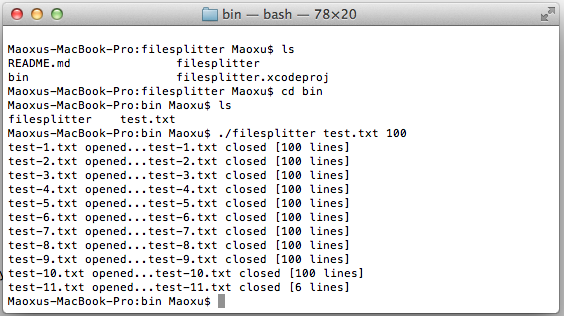 bin — bash — 78×20
Maoxus-MacBook-Pro:filesplitter Maoxu$ ls
README.md                filesplitter
bin                      filesplitter.xcodeproj
Maoxus-MacBook-Pro:filesplitter Maoxu$ cd bin
Maoxus-MacBook-Pro:bin Maoxu$ ls
filesplitter    test.txt
Maoxus-MacBook-Pro:bin Maoxu$ ./filesplitter test.txt 100
test-1.txt opened...test-1.txt closed [100 lines]
test-2.txt opened...test-2.txt closed [100 lines]
test-3.txt opened...test-3.txt closed [100 lines]
test-4.txt opened...test-4.txt closed [100 lines]
test-5.txt opened...test-5.txt closed [100 lines]
test-6.txt opened...test-6.txt closed [100 lines]
test-7.txt opened...test-7.txt closed [100 lines]
test-8.txt opened...test-8.txt closed [100 lines]
test-9.txt opened...test-9.txt closed [100 lines]
test-10.txt opened...test-10.txt closed [100 lines]
test-11.txt opened...test-11.txt closed [6 lines]
Maoxus-MacBook-Pro:bin Maoxu$